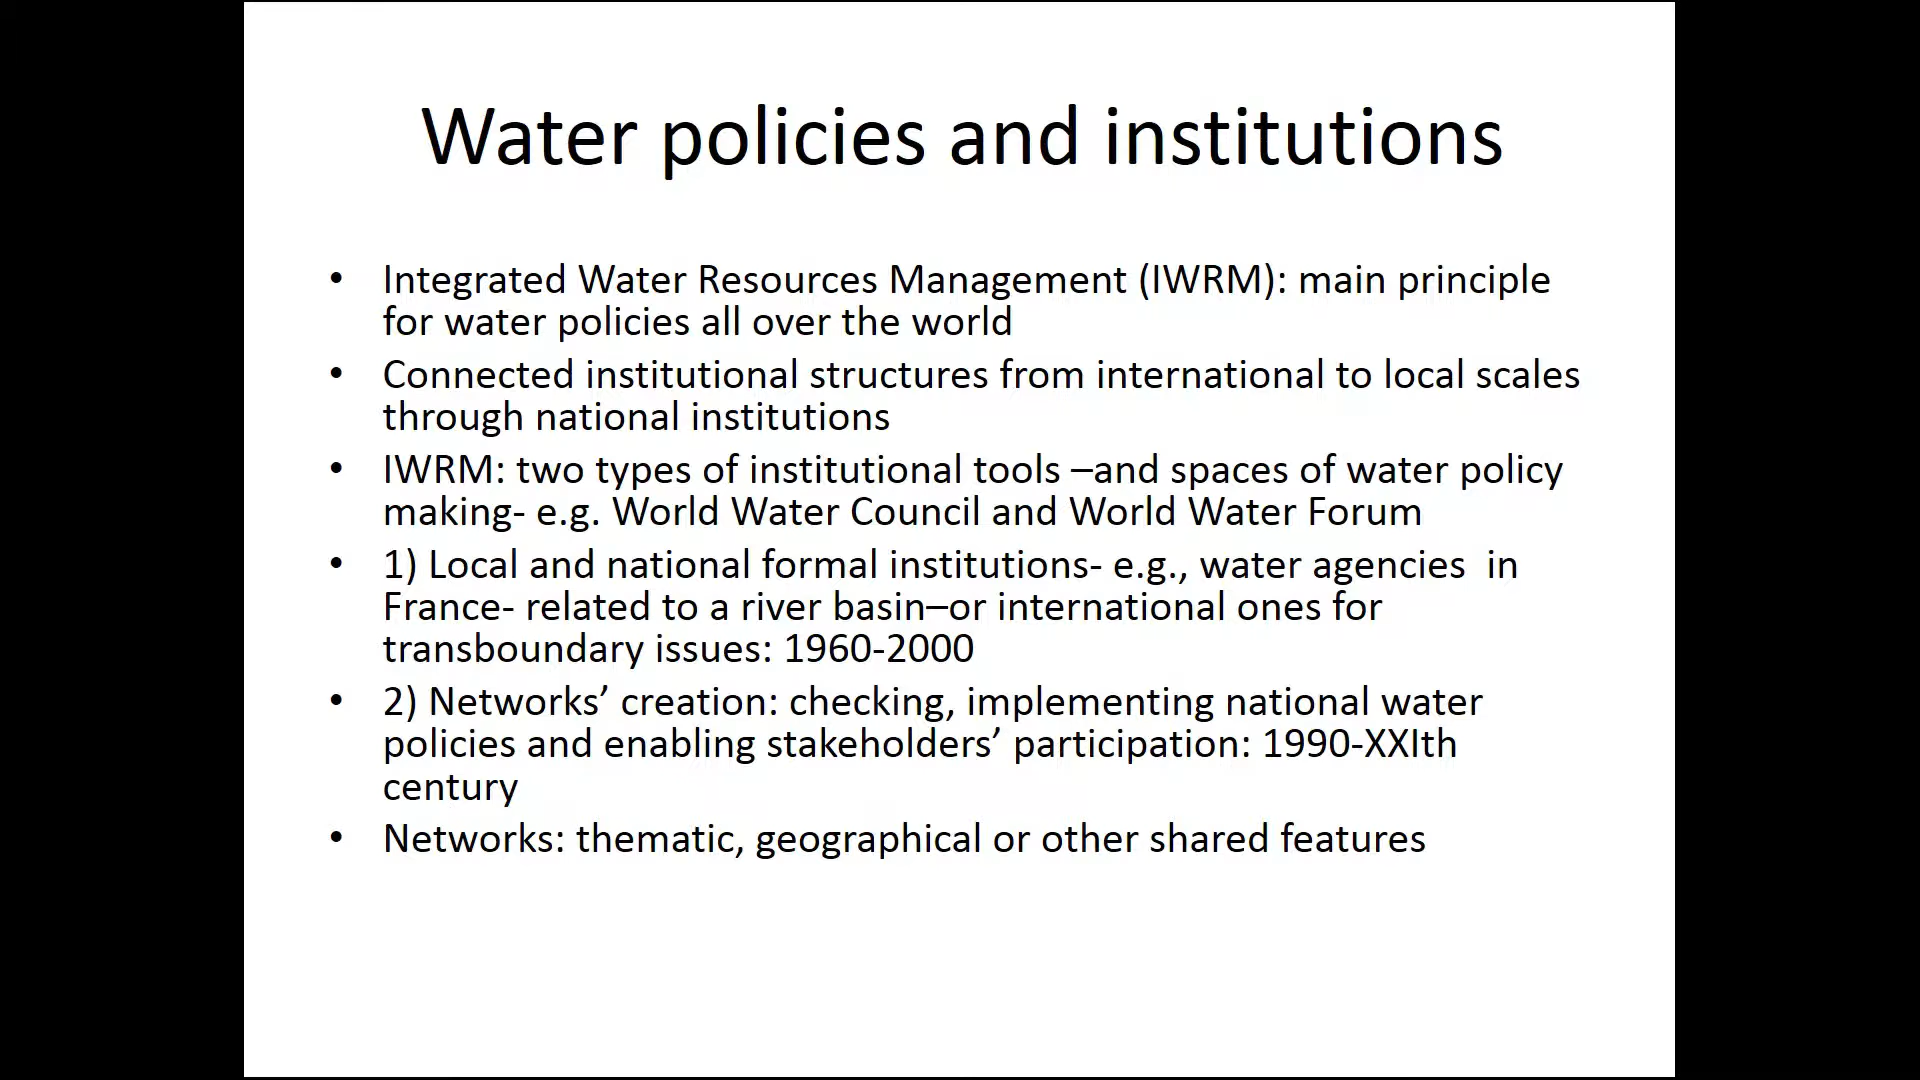 Water policies and institutions
• Integrated Water Resources Management (IWRM): main principle
for water policies all over the world
• Connected institutional structures from international to local scales
through national institutions
• IWRM: two types of institutional tools –and spaces of water policy
making- e.g. World Water Council and World Water Forum
• 1) Local and national formal institutions- e.g., water agencies  in
France- related to a river basin–or international ones for
transboundary issues: 1960-2000
• 2) Networks’ creation: checking, implementing national water
policies and enabling stakeholders’ participation: 1990-XXIth
century
• Networks: thematic, geographical or other shared features